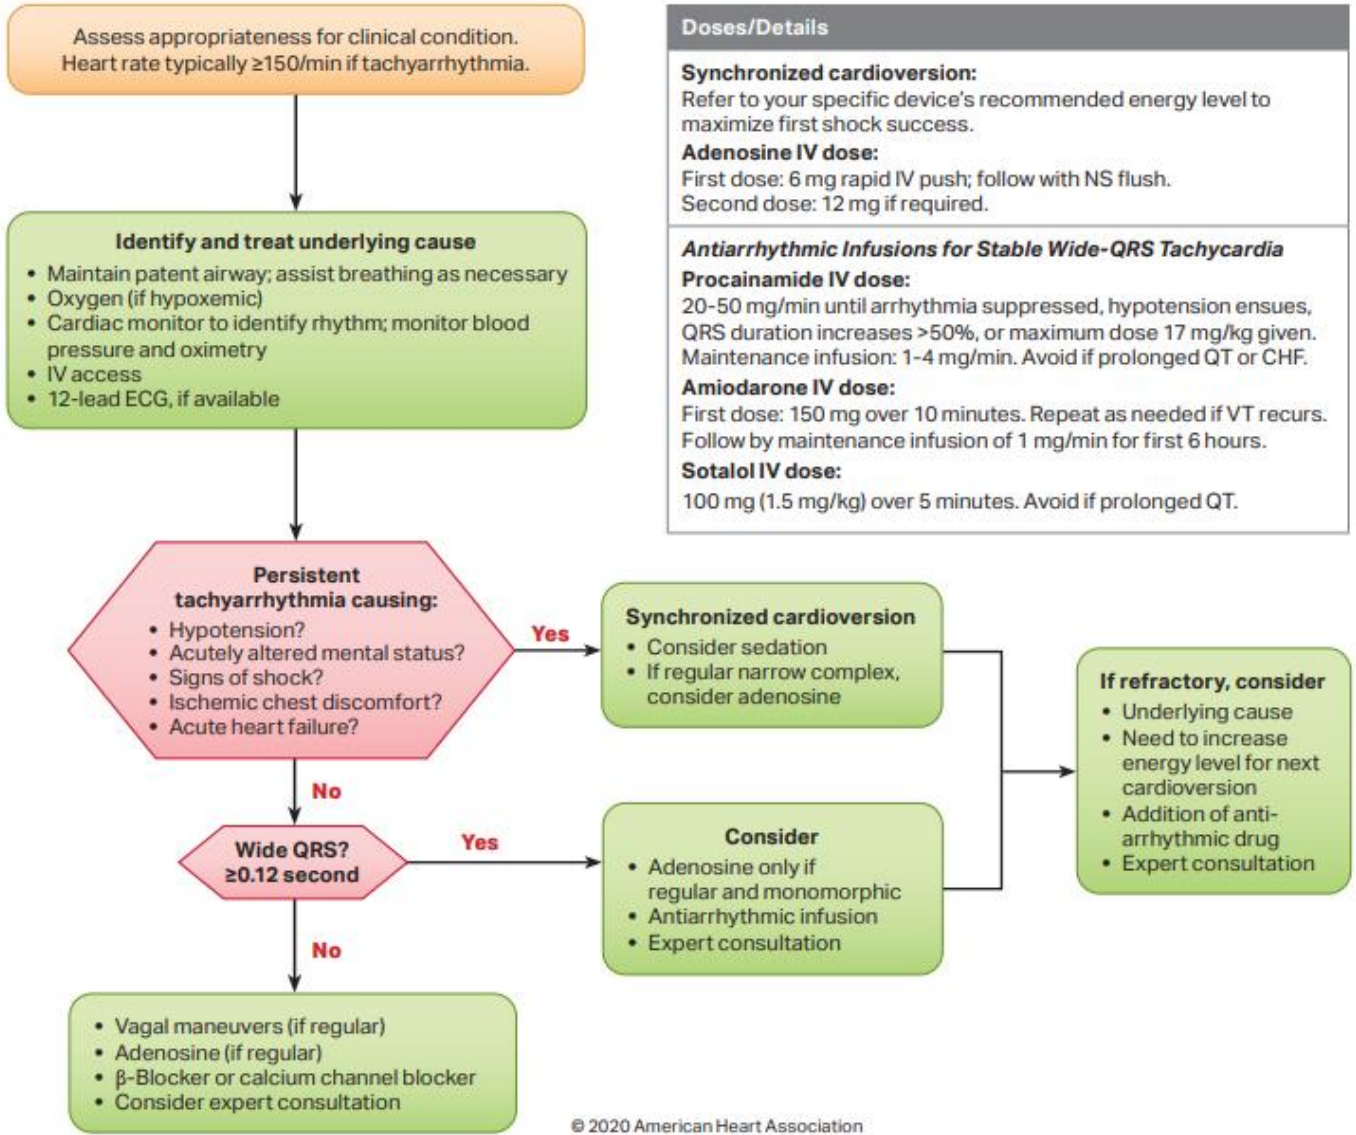 Assess appropriateness for clinical condition.
Heart rate typically ≥150/min if tachyarrhythmia.
Identify and treat underlying cause
• Maintain patent airway; assist breathing as necessary
• Oxygen (if hypoxemic)
• Cardiac monitor to identify rhythm; monitor blood
pressure and oximetry
• IV access
• 12-lead ECG, if available
Persistent
tachyarrhythmia causing:
• Hypotension?
• Acutely altered mental status?
• Signs of shock?
• Ischemic chest discomfort?
• Acute heart failure?
Yes
Synchronized cardioversion
• Consider sedation
• If regular narrow complex,
consider adenosine
If refractory, consider
• Underlying cause
• Need to increase
energy level for next
cardioversion
• Addition of anti-
arrhythmic drug
• Expert consultation
No
Wide QRS?
≥0.12 second
Yes
Consider
• Adenosine only if
regular and monomorphic
• Antiarrhythmic infusion
• Expert consultation
No
• Vagal maneuvers (if regular)
• Adenosine (if regular)
• β-Blocker or calcium channel blocker
• Consider expert consultation
Doses/Details
Synchronized cardioversion:
Refer to your specific device's recommended energy level to
maximize first shock success.
Adenosine IV dose:
First dose: 6 mg rapid IV push; follow with NS flush.
Second dose: 12 mg if required.
Antiarrhythmic Infusions for Stable Wide-QRS Tachycardia
Procainamide IV dose:
20-50 mg/min until arrhythmia suppressed, hypotension ensues,
QRS duration increases >50%, or maximum dose 17 mg/kg given.
Maintenance infusion: 1-4 mg/min. Avoid if prolonged QT or CHF.
Amiodarone IV dose:
First dose: 150 mg over 10 minutes. Repeat as needed if VT recurs.
Follow by maintenance infusion of 1 mg/min for first 6 hours.
Sotalol IV dose:
100 mg (1.5 mg/kg) over 5 minutes. Avoid if prolonged QT.
© 2020 American Heart Association